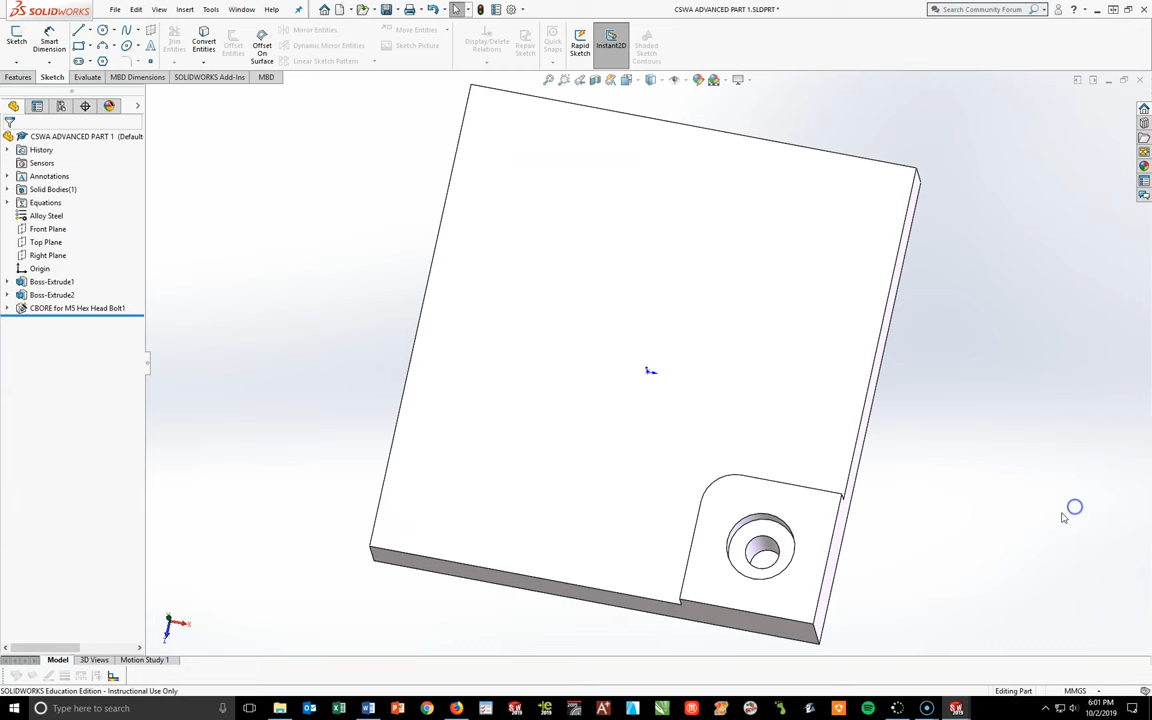 SOLIDWORKS
File Edit View Insert Tools Window Help
CSWA ADVANCED PART 1.SLDPRT *
Search Community Forum
Sketch
Smart Dimension
Trim Entities
Convert Entities
Offset Entities
Offset On Surface
Mirror Entities
Dynamic Mirror Entities
Linear Sketch Pattern
Move Entities
Sketch Picture
Display/Delete Relations
Repair Sketch
Quick Snaps
Rapid Sketch
Instant2D
Shaded Sketch Contours
Features Sketch Evaluate MBD Dimensions SOLIDWORKS Add-Ins MBD
CSWA ADVANCED PART 1 (Default
History
Sensors
Annotations
Solid Bodies(1)
Equations
Alloy Steel
Front Plane
Top Plane
Right Plane
Origin
Boss-Extrude1
Boss-Extrude2
CBORE for M5 Hex Head Bolt1
X
Z
Model 3D Views Motion Study 1
SOLIDWORKS Education Edition - Instructional Use Only
Editing Part
MMGS
Type here to search
6:01 PM
10/2/2019